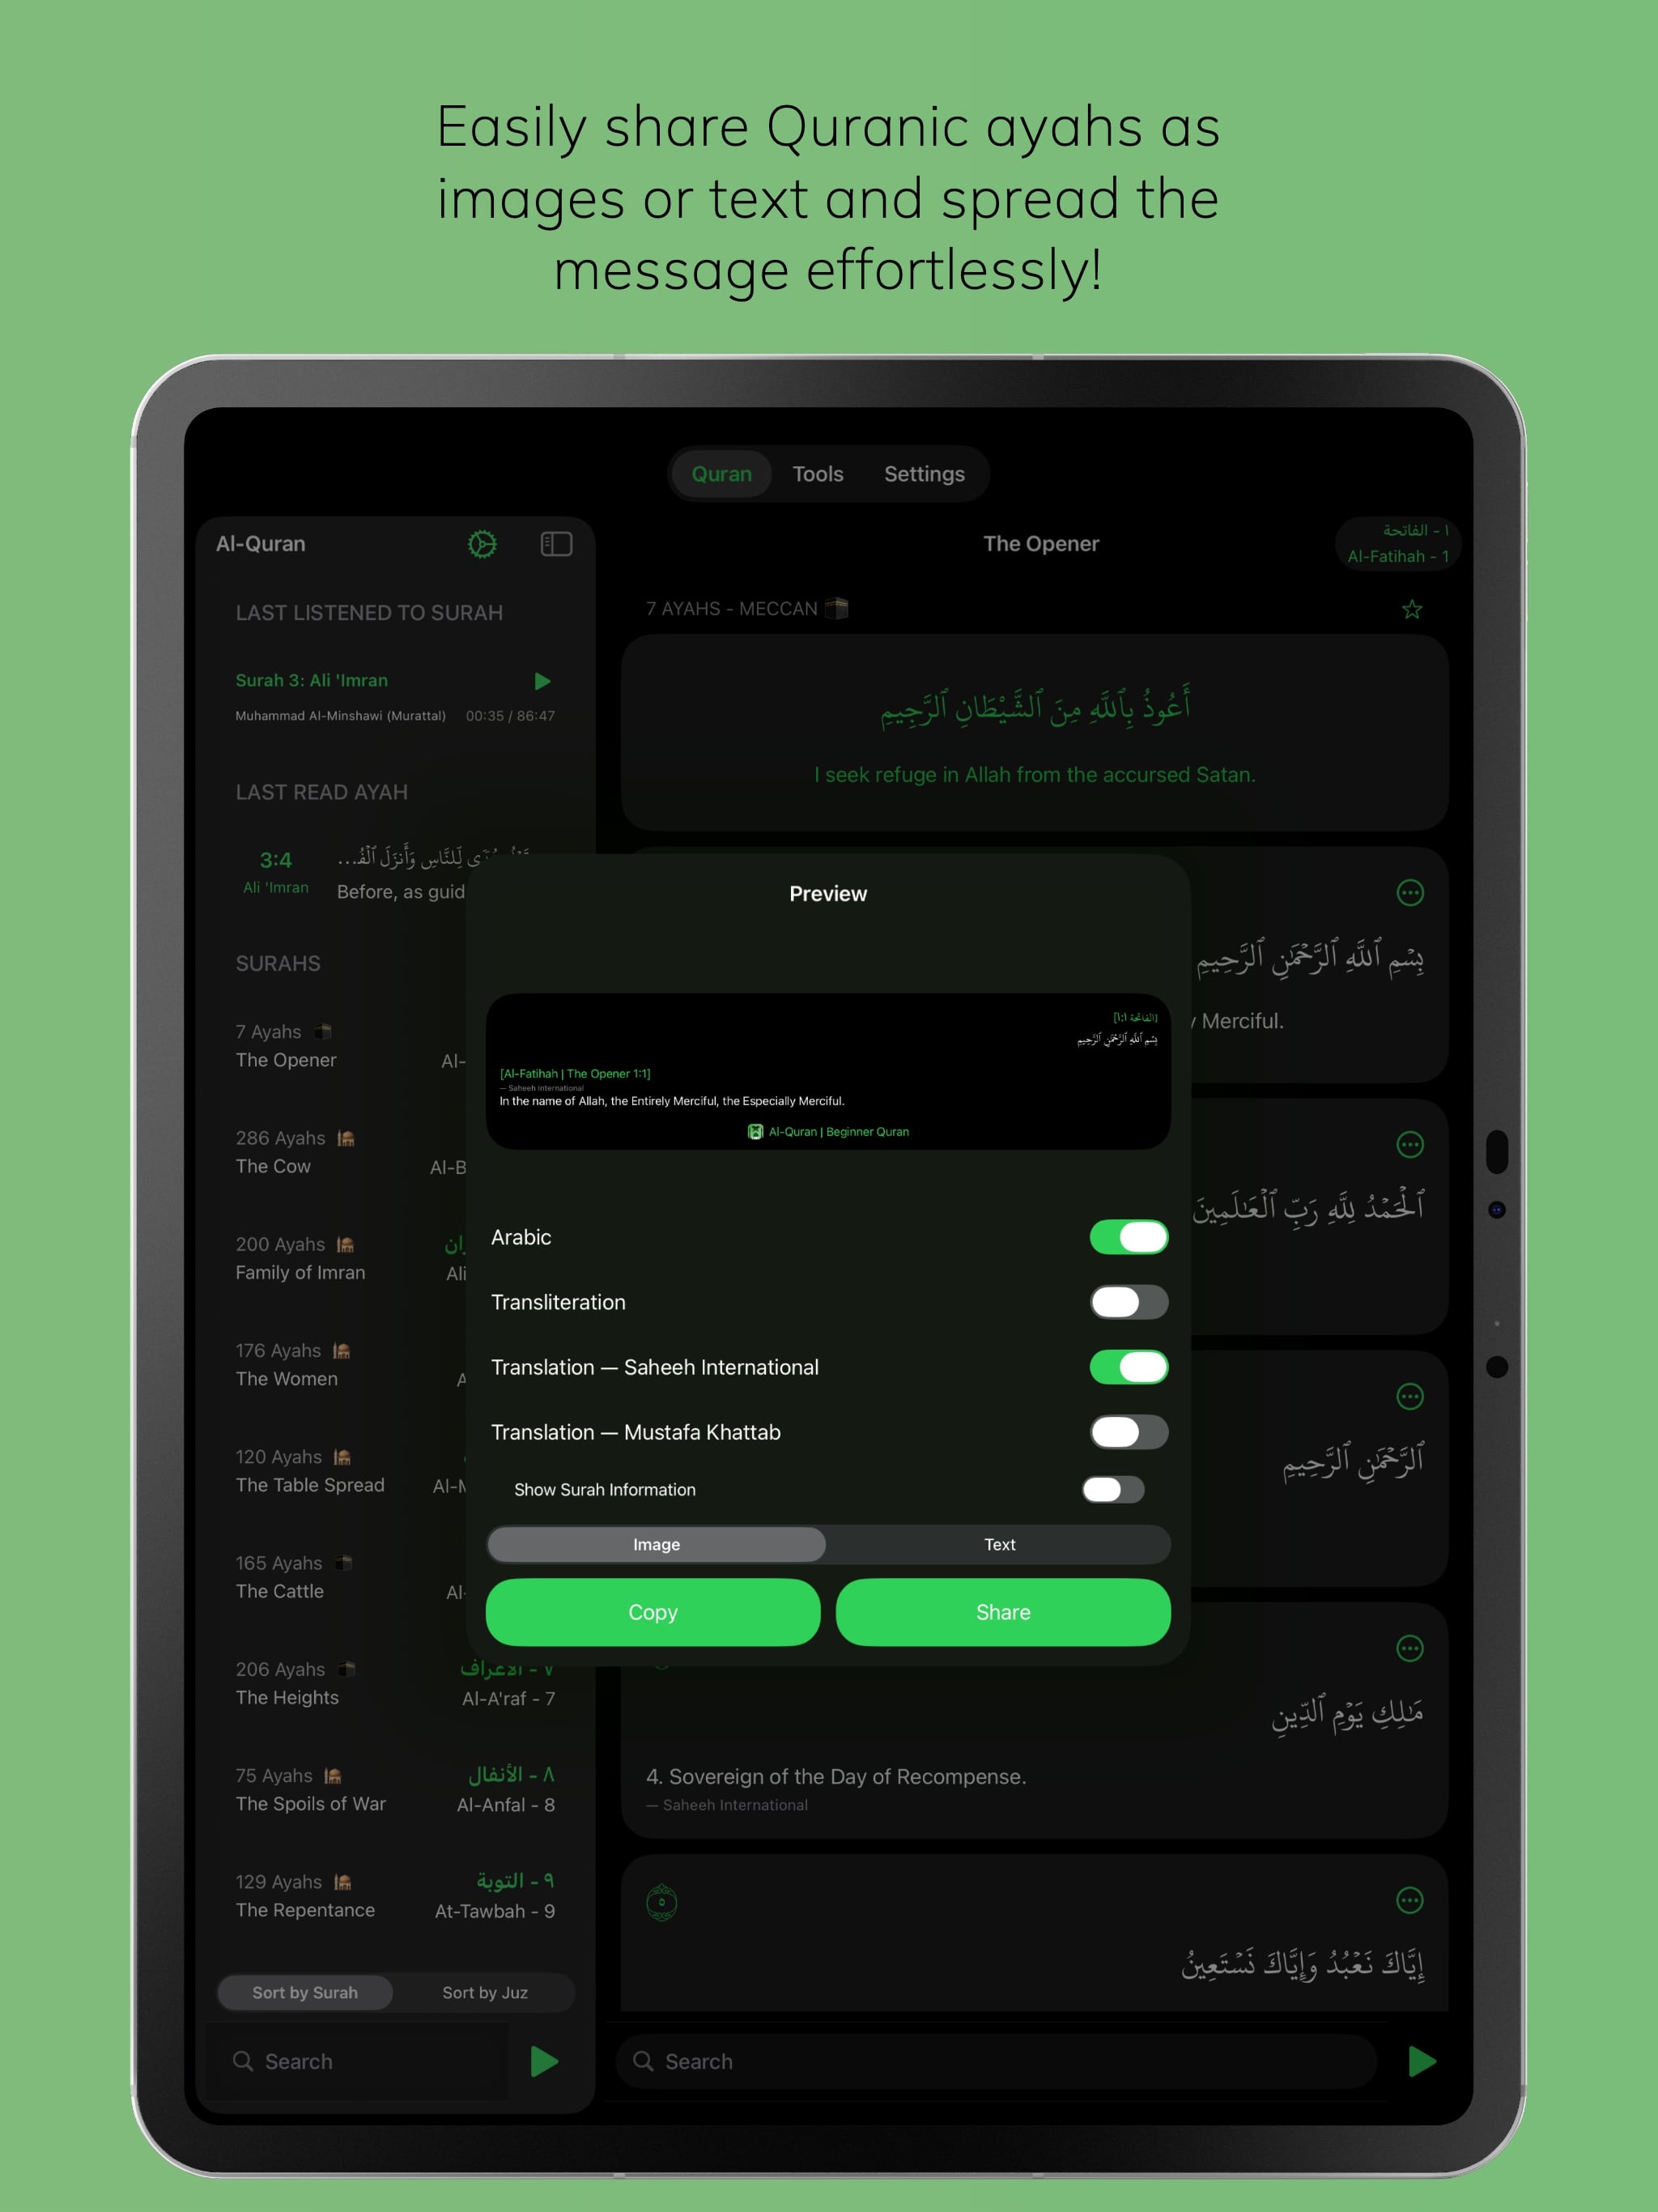 Easily share Quranic ayahs as
images or text and spread the
message effortlessly!
Quran Tools Settings
Al-Quran
LAST LISTENED TO SURAH
Surah 3: Ali 'Imran
Muhammad Al-Minshawi (Murattal) 00:35 / 86:47
LAST READ AYAH
3:4
Ali 'Imran
لِّلنَّاسِ وَأَنزَلَ ٱلْفُ...
Before, as guid
SURAHS
7 Ayahs
The Opener Al-
286 Ayahs
The Cow Al-B
200 Ayahs
Family of Imran Ali
176 Ayahs
The Women A
120 Ayahs
The Table Spread Al-M
165 Ayahs
The Cattle Al-
206 Ayahs ٧ - الأعراف
The Heights Al-A'raf - 7
75 Ayahs ٨ - الأنفال
The Spoils of War Al-Anfal - 8
129 Ayahs ٩ - التوبة
The Repentance At-Tawbah - 9
Sort by Surah Sort by Juz
Search
The Opener
١ - الفاتحة
Al-Fatihah - 1
7 AYAHS - MECCAN
أَعُوذُ بِٱللَّهِ مِنَ ٱلشَّيْطَانِ ٱلرَّجِيمِ
I seek refuge in Allah from the accursed Satan.
بِسْمِ ٱللَّهِ ٱلرَّحْمَٰنِ ٱلرَّحِيمِ
y Merciful.
ٱلْحَمْدُ لِلَّهِ رَبِّ ٱلْعَٰلَمِينَ
ٱلرَّحْمَٰنِ ٱلرَّحِيمِ
مَٰلِكِ يَوْمِ ٱلدِّينِ
4. Sovereign of the Day of Recompense.
— Saheeh International
٥
إِيَّاكَ نَعْبُدُ وَإِيَّاكَ نَسْتَعِينُ
Search
Preview
[الفاتحة ١:١]
بِسْمِ ٱللَّهِ ٱلرَّحْمَٰنِ ٱلرَّحِيمِ
[Al-Fatihah | The Opener 1:1]
— Saheeh International
In the name of Allah, the Entirely Merciful, the Especially Merciful.
Al-Quran | Beginner Quran
Arabic
Transliteration
Translation — Saheeh International
Translation — Mustafa Khattab
Show Surah Information
Image Text
Copy Share